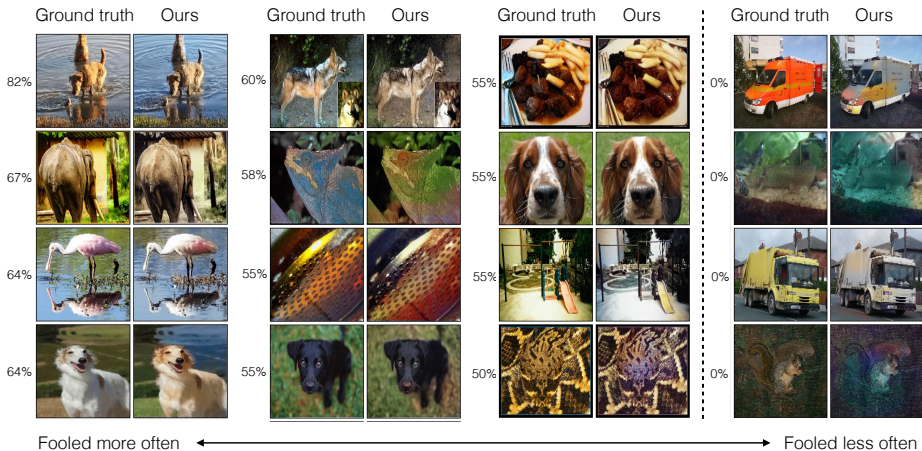 Ground truth Ours Ground truth Ours Ground truth Ours Ground truth Ours
82% 60% 55% 0%
67% 58% 55% 0%
64% 55% 55% 0%
64% 55% 50% 0%
Fooled more often Fooled less often